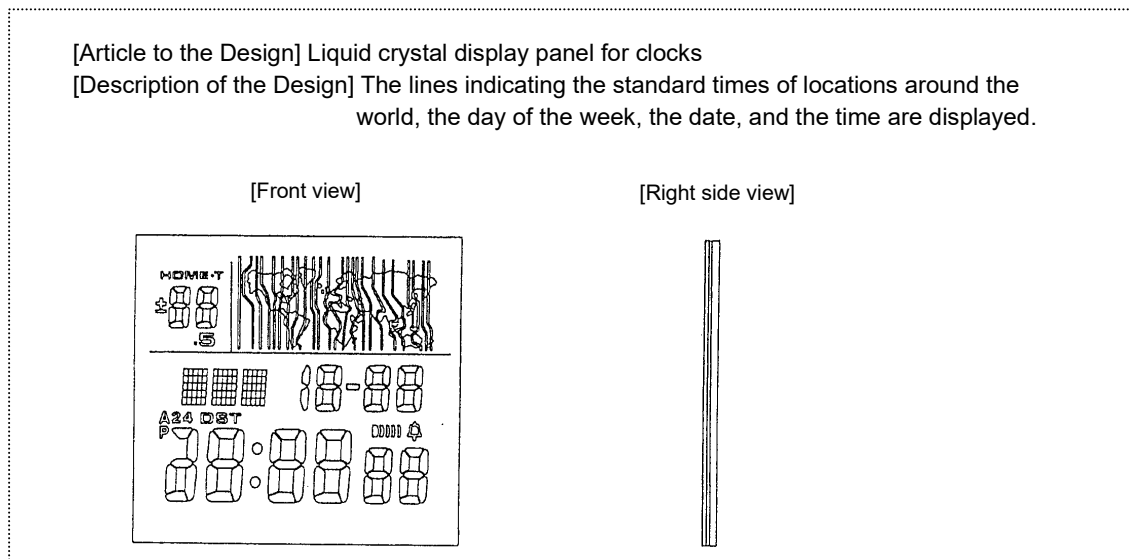 [Article to the Design] Liquid crystal display panel for clocks
[Description of the Design] The lines indicating the standard times of locations around the
world, the day of the week, the date, and the time are displayed.
[Front view]
[Right side view]
HOME·T
±88
.5
18-88
A24 DST
P
28:88 88